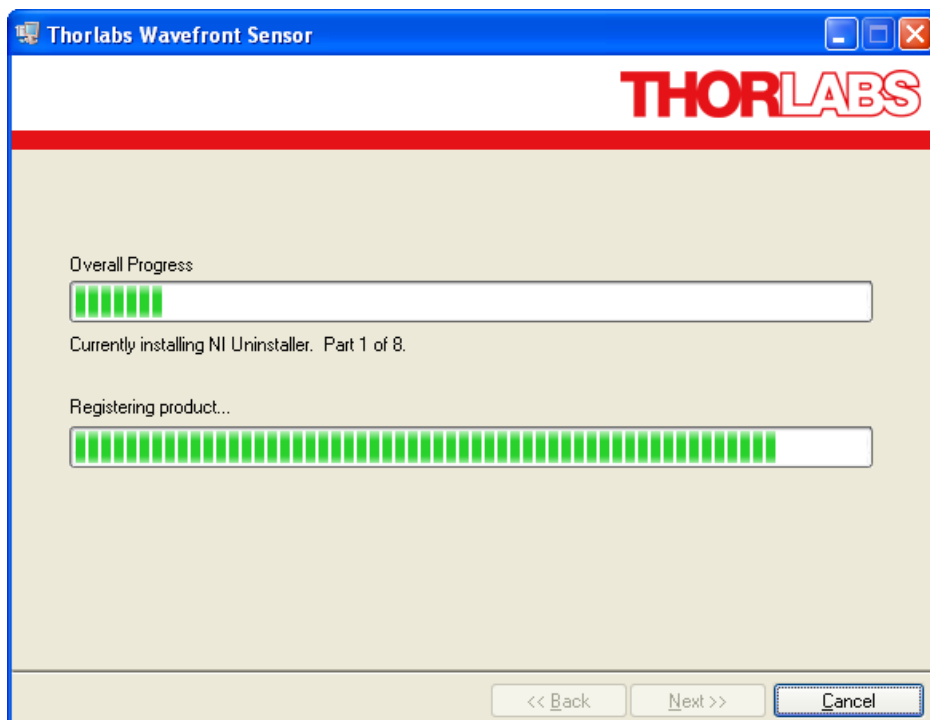 Thorlabs Wavefront Sensor
THORLABS
Overall Progress
Currently installing NI Uninstaller. Part 1 of 8.
Registering product...
<< Back
Next >>
Cancel